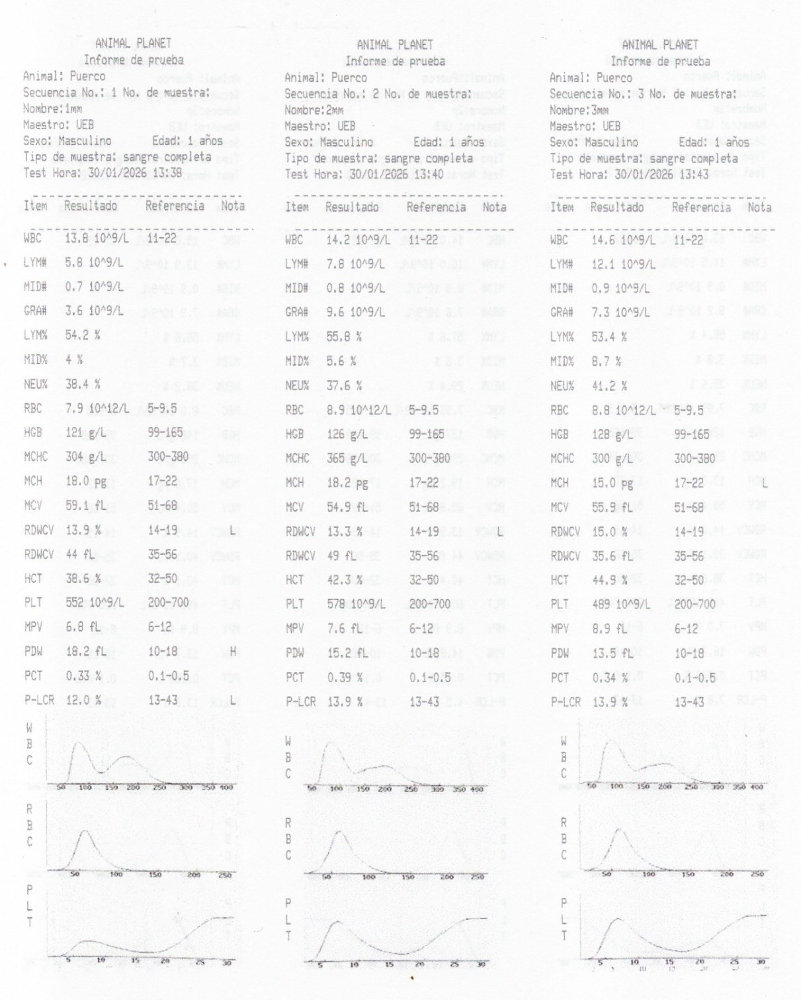 ANIMAL PLANET
Informe de prueba
Animal: Puerco
Secuencia No.: 1 No. de muestra:
Nombre:1mm
Maestro: UEB
Sexo: Masculino Edad: 1 años
Tipo de muestra: sangre completa
Test Hora: 30/01/2026 13:38
Item Resultado Referencia Nota
WBC 13.8 10^9/L 11-22
LYM# 5.8 10^9/L
MID# 0.7 10^9/L
GRA# 3.6 10^9/L
LYM% 54.2 %
MID% 4 %
NEU% 38.4 %
RBC 7.9 10^12/L 5-9.5
HGB 121 g/L 99-165
MCHC 304 g/L 300-380
MCH 18.0 pg 17-22
MCV 59.1 fL 51-68
RDWCV 13.9 % 14-19 L
RDWCV 44 fL 35-56
HCT 38.6 % 32-50
PLT 552 10^9/L 200-700
MPV 6.8 fL 6-12
PDW 18.2 fL 10-18 H
PCT 0.33 % 0.1-0.5
P-LCR 12.0 % 13-43 L
W
B
C
50 100 150 200 250 300 350 400
R
B
C
50 100 150 200 250
P
L
T
5 10 15 20 25 30
ANIMAL PLANET
Informe de prueba
Animal: Puerco
Secuencia No.: 2 No. de muestra:
Nombre:2mm
Maestro: UEB
Sexo: Masculino Edad: 1 años
Tipo de muestra: sangre completa
Test Hora: 30/01/2026 13:40
Item Resultado Referencia Nota
WBC 14.2 10^9/L 11-22
LYM# 7.8 10^9/L
MID# 0.8 10^9/L
GRA# 9.6 10^9/L
LYM% 55.8 %
MID% 5.6 %
NEU% 37.6 %
RBC 8.9 10^12/L 5-9.5
HGB 126 g/L 99-165
MCHC 365 g/L 300-380
MCH 18.2 pg 17-22
MCV 54.9 fL 51-68
RDWCV 13.3 % 14-19 L
RDWCV 49 fL 35-56
HCT 42.3 % 32-50
PLT 578 10^9/L 200-700
MPV 7.6 fL 6-12
PDW 15.2 fL 10-18
PCT 0.39 % 0.1-0.5
P-LCR 13.9 % 13-43
W
B
C
50 100 150 200 250 300 350 400
R
B
C
50 100 150 200 250
P
L
T
5 10 15 20 25 30
ANIMAL PLANET
Informe de prueba
Animal: Puerco
Secuencia No.: 3 No. de muestra:
Nombre:3mm
Maestro: UEB
Sexo: Masculino Edad: 1 años
Tipo de muestra: sangre completa
Test Hora: 30/01/2026 13:43
Item Resultado Referencia Nota
WBC 14.6 10^9/L 11-22
LYM# 12.1 10^9/L
MID# 0.9 10^9/L
GRA# 7.3 10^9/L
LYM% 53.4 %
MID% 8.7 %
NEU% 41.2 %
RBC 8.8 10^12/L 5-9.5
HGB 128 g/L 99-165
MCHC 300 g/L 300-380
MCH 15.0 pg 17-22 L
MCV 55.9 fL 51-68
RDWCV 15.0 % 14-19
RDWCV 35.6 fL 35-56
HCT 44.9 % 32-50
PLT 489 10^9/L 200-700
MPV 8.9 fL 6-12
PDW 13.5 fL 10-18
PCT 0.34 % 0.1-0.5
P-LCR 13.9 % 13-43
W
B
C
50 100 150 200 250 300 350 400
R
B
C
50 100 150 200 250
P
L
T
5 10 15 20 25 30